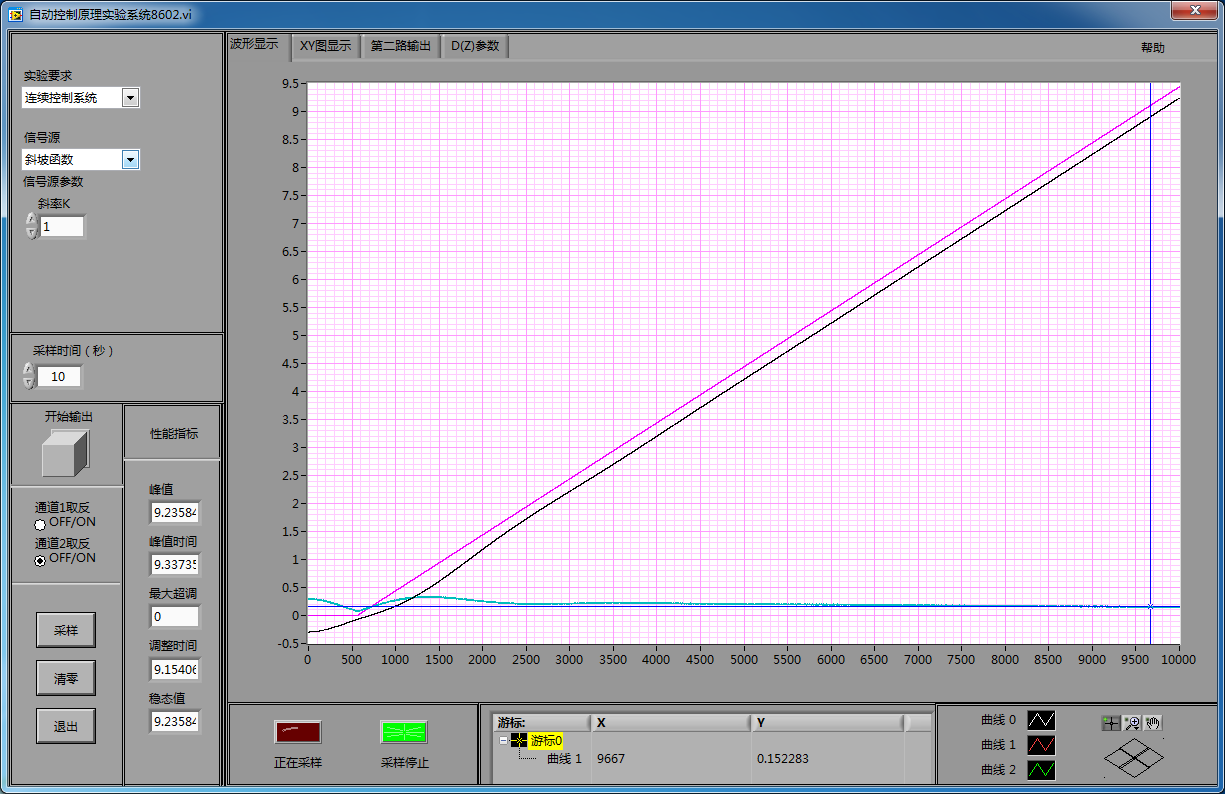 自动控制原理实验系统8602.vi
波形显示 XY图显示 第二路输出 D(Z)参数 帮助
实验要求
连续控制系统
信号源
斜坡函数
信号源参数
斜率K
1
采样时间（秒）
10
开始输出
通道1取反
OFF/ON
通道2取反
OFF/ON
采样
清零
退出
性能指标
峰值
9.23584
峰值时间
9.33735
最大超调
0
调整时间
9.15406
稳态值
9.23584
9.5
9
8.5
8
7.5
7
6.5
6
5.5
5
4.5
4
3.5
3
2.5
2
1.5
1
0.5
0
-0.5
0 500 1000 1500 2000 2500 3000 3500 4000 4500 5000 5500 6000 6500 7000 7500 8000 8500 9000 9500 10000
正在采样 采样停止
游标: X Y
游标0
曲线 1 9667 0.152283
曲线 0
曲线 1
曲线 2